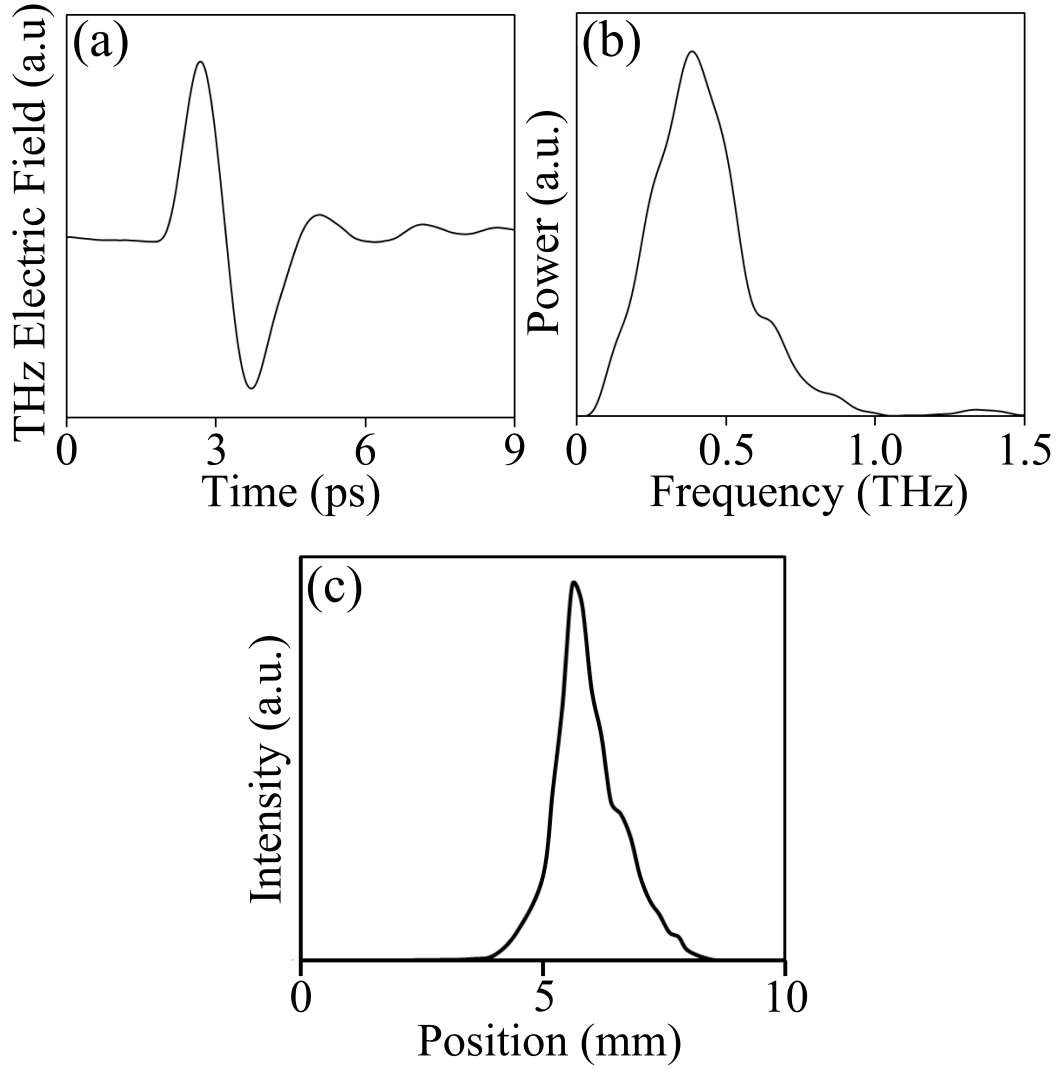 (a)
THz Electric Field (a.u)
0 3 6 9
Time (ps)
(b)
Power (a.u.)
0 0.5 1.0 1.5
Frequency (THz)
(c)
Intensity (a.u.)
0 5 10
Position (mm)